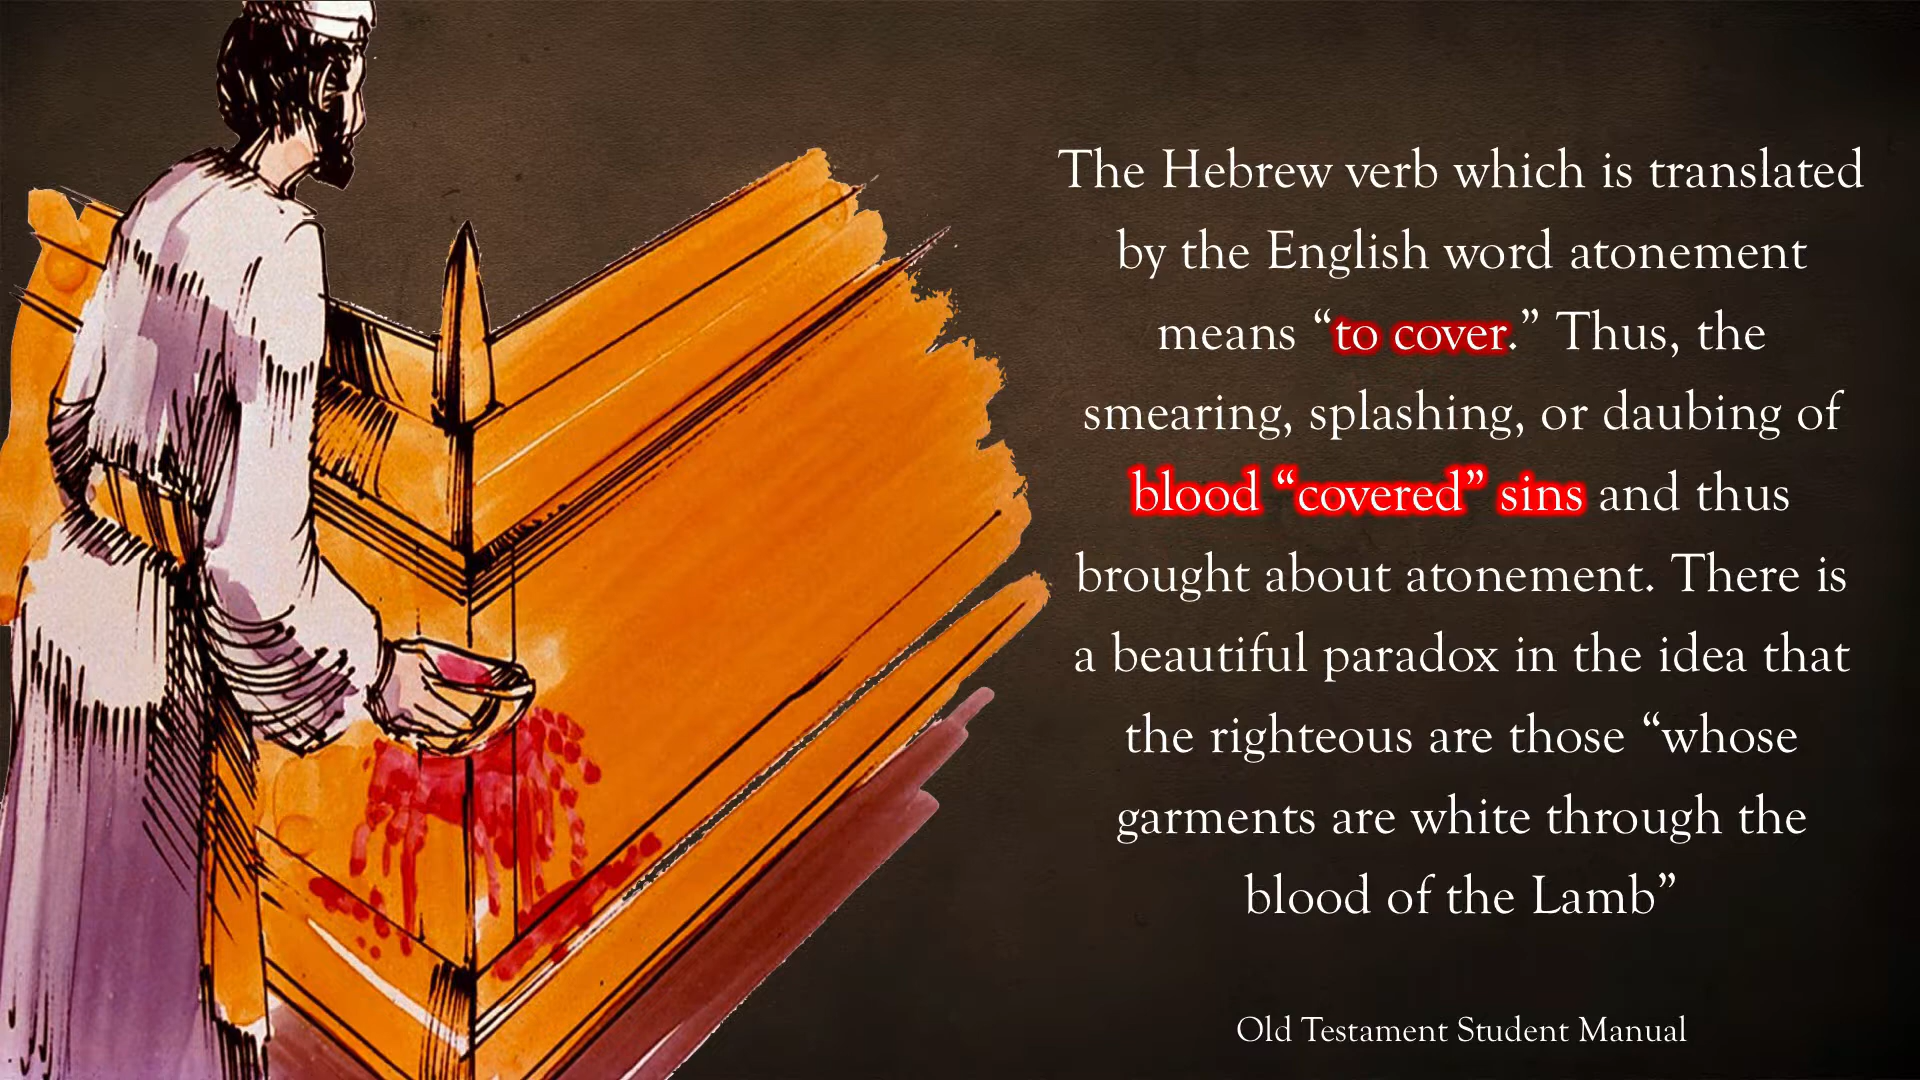 The Hebrew verb which is translated
by the English word atonement
means “to cover.” Thus, the
smearing, splashing, or daubing of
blood “covered” sins and thus
brought about atonement. There is
a beautiful paradox in the idea that
the righteous are those “whose
garments are white through the
blood of the Lamb”
Old Testament Student Manual